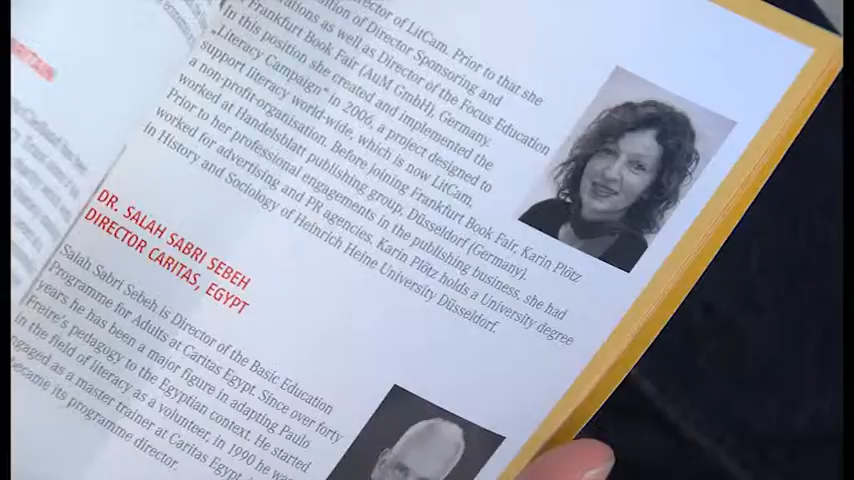 Director of LitCam. Prior to that she
position of Director Sponsoring and
as well as Director of the Focus Education
Frankfurt Book Fair (AuM GmbH), Germany.
In this position she created and implemented the
„Literacy Campaign" in 2006, a project designed to
support literacy world-wide, which is now LitCam,
a non-profit-organisation. Before joining Frankfurt Book Fair, Karin Plötz
worked at Handelsblatt publishing group, Düsseldorf (Germany).
Prior to her professional engagements in the publishing business, she had
worked for advertising and PR agencies. Karin Plötz holds a University degree
in History and Sociology of Heinrich Heine University Düsseldorf.
DR. SALAH SABRI SEBEH
DIRECTOR CARITAS, EGYPT
Salah Sabri Sebeh is Director of the Basic Education
Programme for Adults at Caritas Egypt. Since over forty
years he has been a major figure in adapting Paulo
Freire's pedagogy to the Egyptian context. He started
in the field of literacy as a volunteer, in 1990 he was
engaged as a master trainer at Caritas Egypt,
became its programme director.